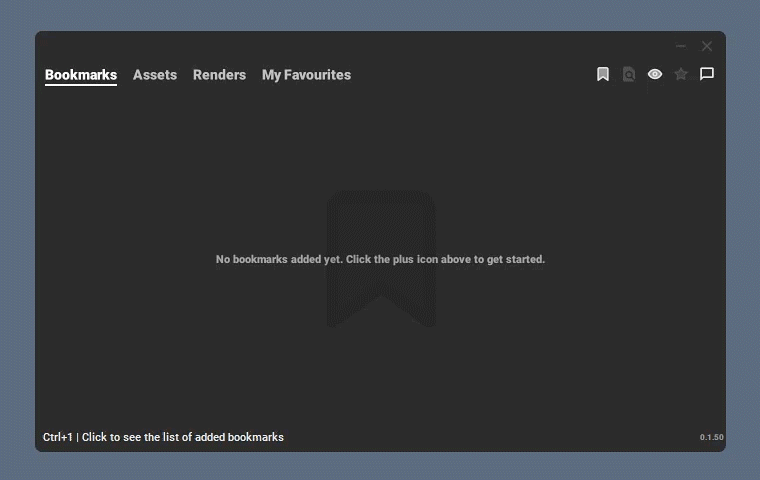 Bookmarks Assets Renders My Favourites
No bookmarks added yet. Click the plus icon above to get started.
Ctrl+1 | Click to see the list of added bookmarks
0.1.50